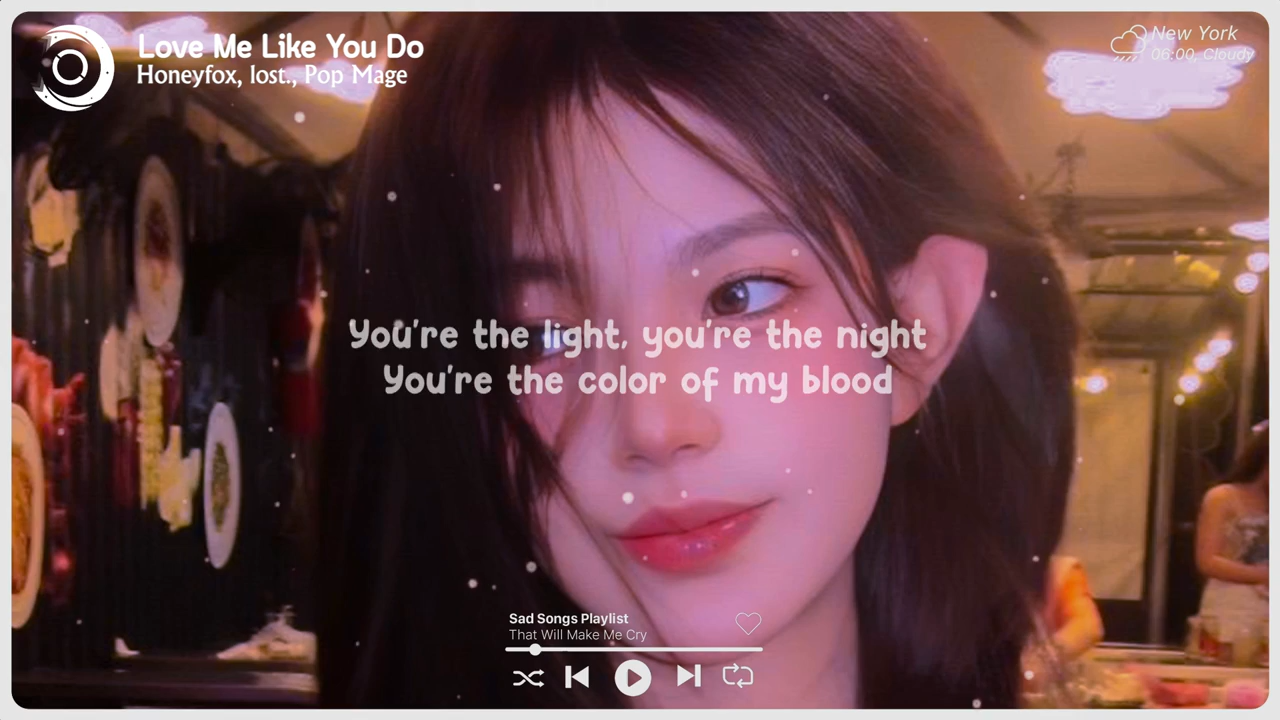 Love Me Like You Do
Honeyfox, lost., Pop Mage
New York
06:00, Cloudy
You're the light, you're the night
You're the color of my blood
Sad Songs Playlist
That Will Make Me Cry